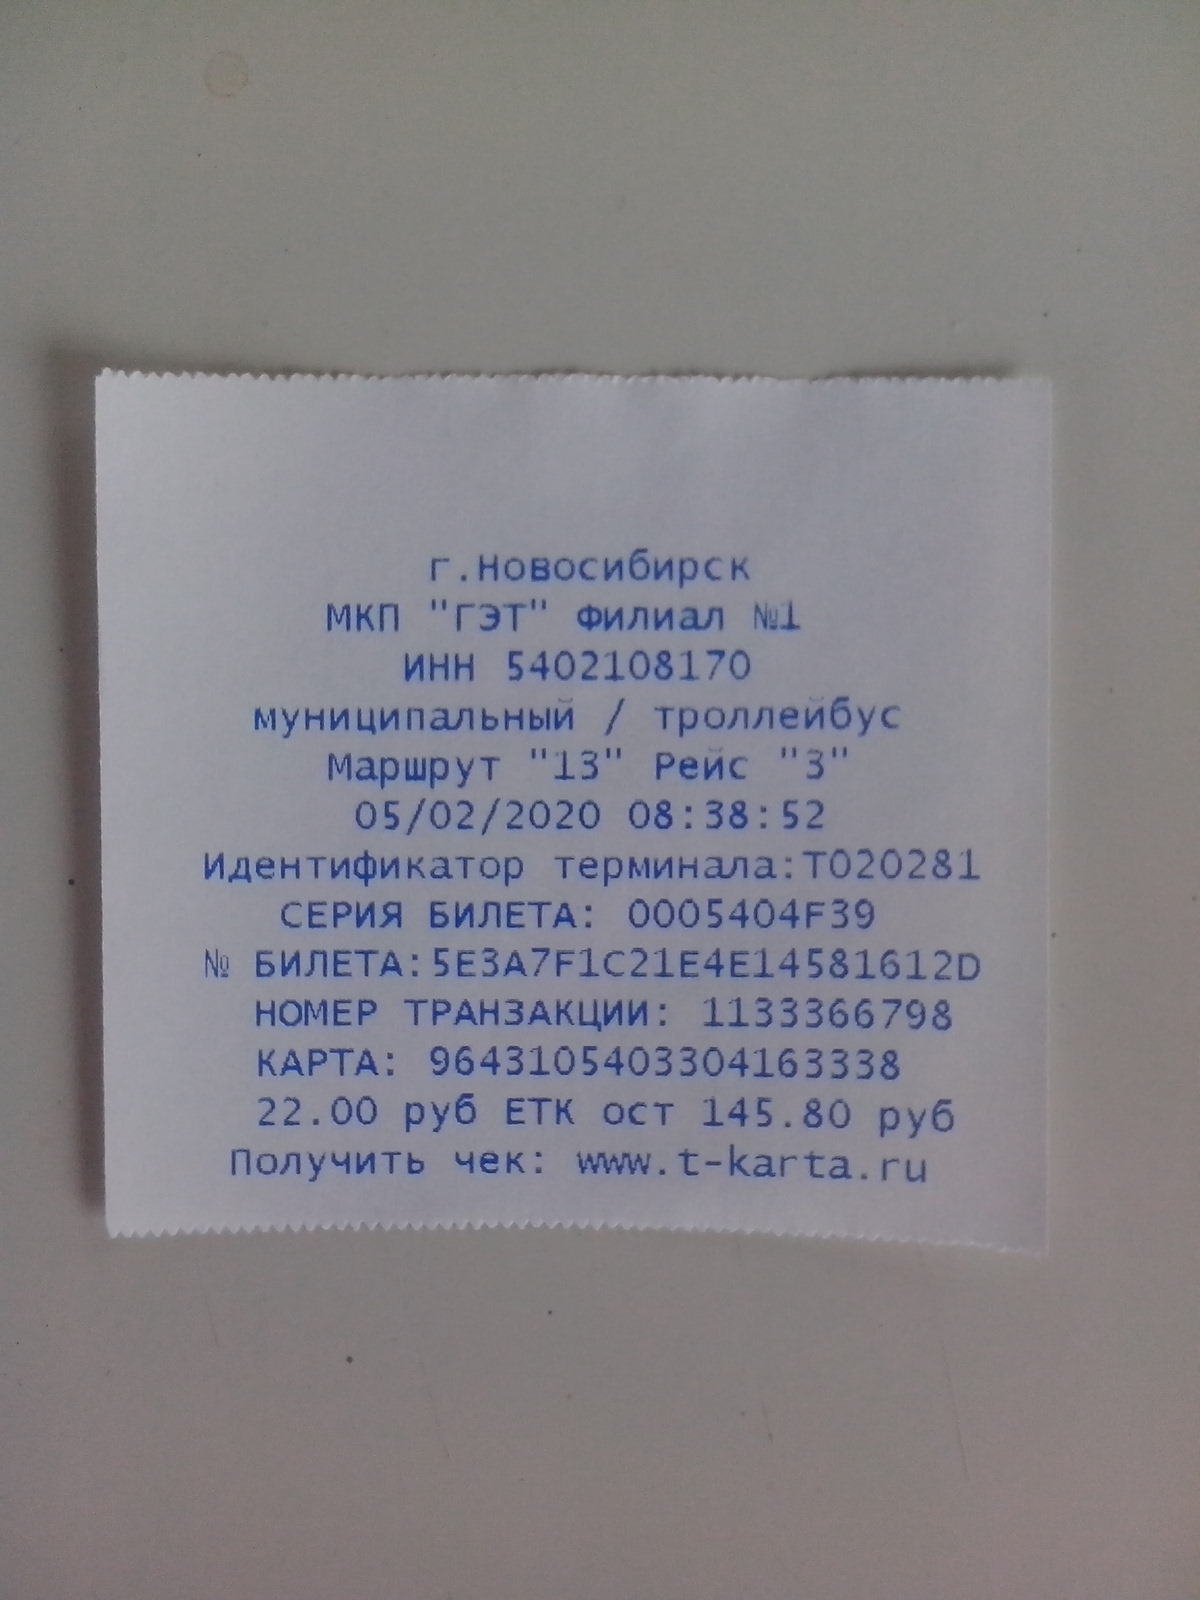 г.Новосибирск
МКП "ГЭТ" Филиал №1
ИНН 5402108170
муниципальный / троллейбус
Маршрут "13" Рейс "3"
05/02/2020 08:38:52
Идентификатор терминала:Т020281
СЕРИЯ БИЛЕТА: 0005404F39
№ БИЛЕТА:5E3A7F1C21E4E14581612D
НОМЕР ТРАНЗАКЦИИ: 1133366798
КАРТА: 9643105403304163338
22.00 руб ЕТК ост 145.80 руб
Получить чек: www.t-karta.ru